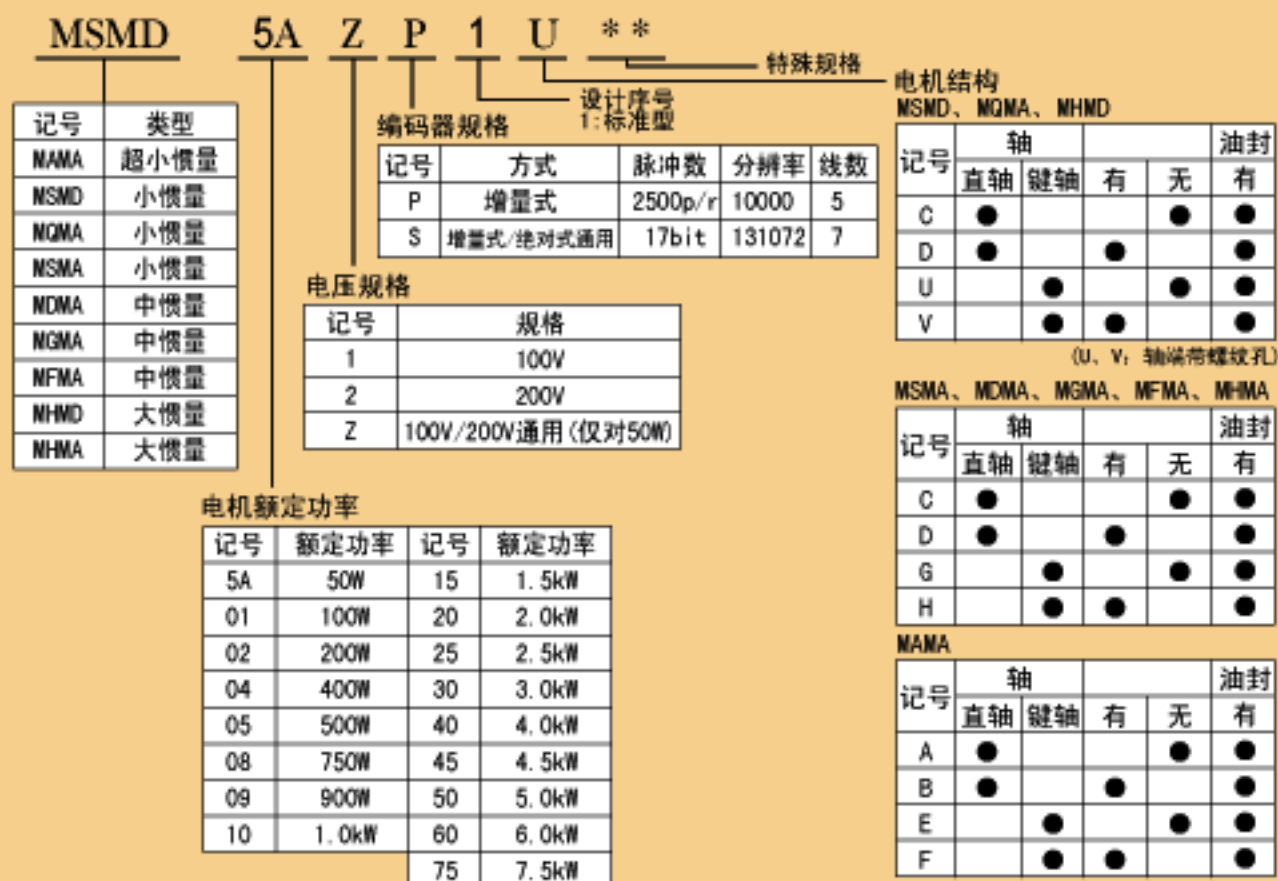 MSMD 5A Z P 1 U **
特殊规格
设计序号
1:标准型
电机结构
MSMD、MQMA、MHMD
记号 类型
MAMA 超小惯量
MSMD 小惯量
MQMA 小惯量
MSMA 小惯量
MDMA 中惯量
MGMA 中惯量
MFMA 中惯量
MHMD 大惯量
MHMA 大惯量
编码器规格
记号 方式 脉冲数 分辨率 线数
P 增量式 2500p/r 10000 5
S 增量式/绝对式通用 17bit 131072 7
电压规格
记号 规格
1 100V
2 200V
Z 100V/200V通用(仅对50W)
电机额定功率
记号 额定功率 记号 额定功率
5A 50W 15 1.5kW
01 100W 20 2.0kW
02 200W 25 2.5kW
04 400W 30 3.0kW
05 500W 40 4.0kW
08 750W 45 4.5kW
09 900W 50 5.0kW
10 1.0kW 60 6.0kW
75 7.5kW
记号 轴 油封
直轴 键轴 有 无 有
C ● ● ●
D ● ● ●
U ● ● ●
V ● ● ●
(U、V: 轴端带螺纹孔)
MSMA、MDMA、MGMA、MFMA、MHMA
记号 轴 油封
直轴 键轴 有 无 有
C ● ● ●
D ● ● ●
G ● ● ●
H ● ● ●
MAMA
记号 轴 油封
直轴 键轴 有 无 有
A ● ● ●
B ● ● ●
E ● ● ●
F ● ● ●